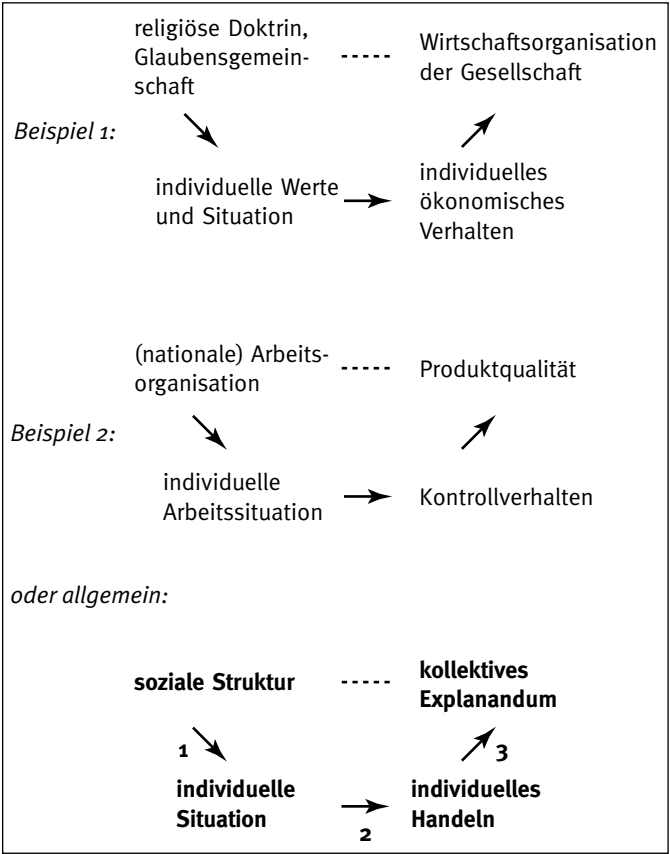 religiöse Doktrin,
Glaubensgemein-
schaft
Wirtschaftsorganisation
der Gesellschaft
Beispiel 1:
individuelle Werte
und Situation
individuelles
ökonomisches
Verhalten
(nationale) Arbeits-
organisation
Produktqualität
Beispiel 2:
individuelle
Arbeitssituation
Kontrollverhalten
oder allgemein:
soziale Struktur
kollektives
Explanandum
1
3
individuelle
Situation
2
individuelles
Handeln